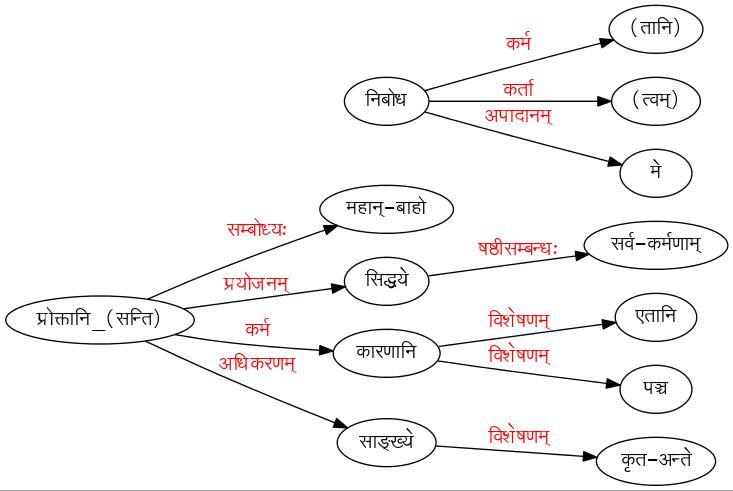 (तानि)
कर्म
निबोध
कर्ता
(त्वम्)
अपादानम्
मे
महान्-बाहो
सम्बोध्यः
सर्व-कर्मणाम्
षष्ठीसम्बन्धः
प्रयोजनम्
सिद्धये
एतानि
विशेषणम्
प्रोक्तानि_(सन्ति)
कर्म
कारणानि
विशेषणम्
अधिकरणम्
पञ्च
साङ्ख्ये
विशेषणम्
कृत-अन्ते